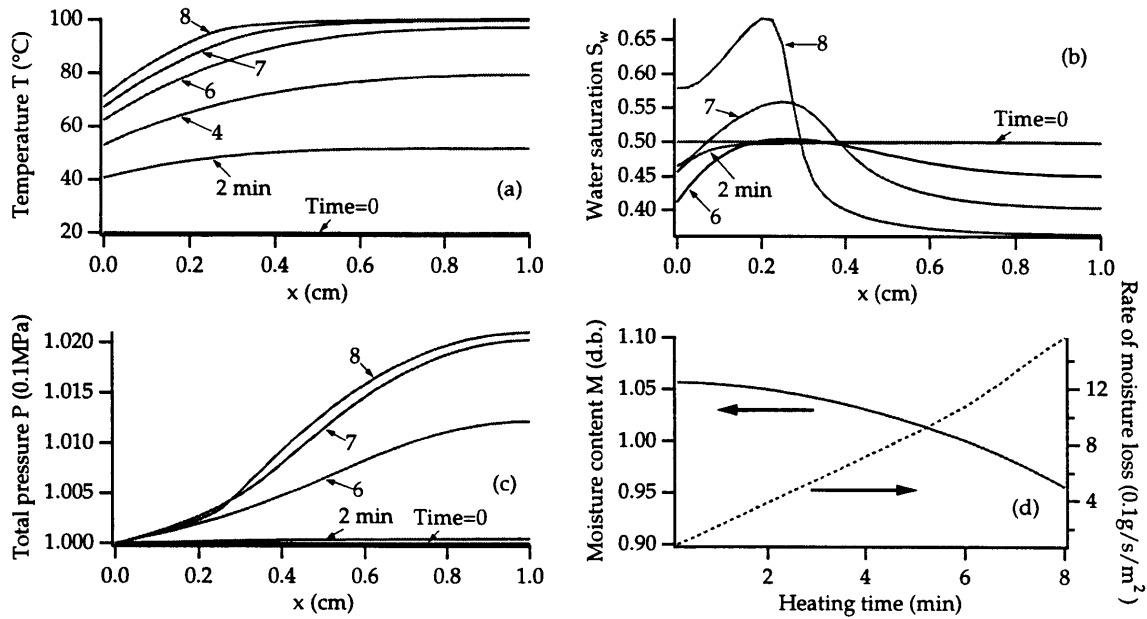 Temperature T (°C)
100
80
60
40
20
8
7
6
4
2 min
Time=0
(a)
0.0 0.2 0.4 0.6 0.8 1.0
x (cm)
Water saturation Sw
0.65
0.60
0.55
0.50
0.45
0.40
8
(b)
7
Time=0
2 min
6
0.0 0.2 0.4 0.6 0.8 1.0
x (cm)
Total pressure P (0.1MPa)
1.020
1.015
1.010
1.005
1.000
8
7
6
(c)
2 min
Time=0
0.0 0.2 0.4 0.6 0.8 1.0
x (cm)
Moisture content M (d.b.)
1.10
1.05
1.00
0.95
0.90
(d)
12
8
4
Rate of moisture loss (0.1g/s/m²)
2 4 6 8
Heating time (min)